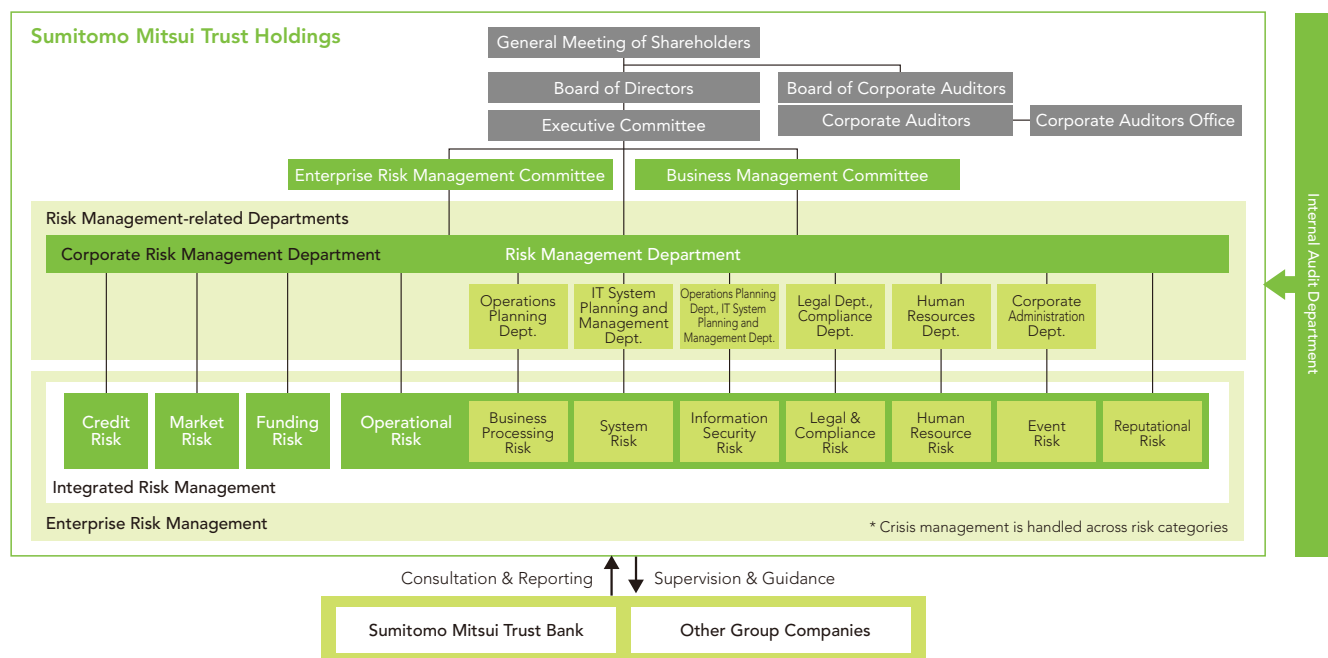 Sumitomo Mitsui Trust Holdings
General Meeting of Shareholders
Board of Directors
Board of Corporate Auditors
Executive Committee
Corporate Auditors
Corporate Auditors Office
Enterprise Risk Management Committee
Business Management Committee
Internal Audit Department
Risk Management-related Departments
Corporate Risk Management Department
Risk Management Department
Operations
Planning
Dept.
IT System
Planning and
Management
Dept.
Operations Planning
Dept., IT System
Planning and
Management Dept.
Legal Dept.,
Compliance
Dept.
Human
Resources
Dept.
Corporate
Administration
Dept.
Credit
Risk
Market
Risk
Funding
Risk
Operational
Risk
Business
Processing
Risk
System
Risk
Information
Security
Risk
Legal &
Compliance
Risk
Human
Resource
Risk
Event
Risk
Reputational
Risk
Integrated Risk Management
Enterprise Risk Management
* Crisis management is handled across risk categories
Consultation & Reporting
Supervision & Guidance
Sumitomo Mitsui Trust Bank
Other Group Companies